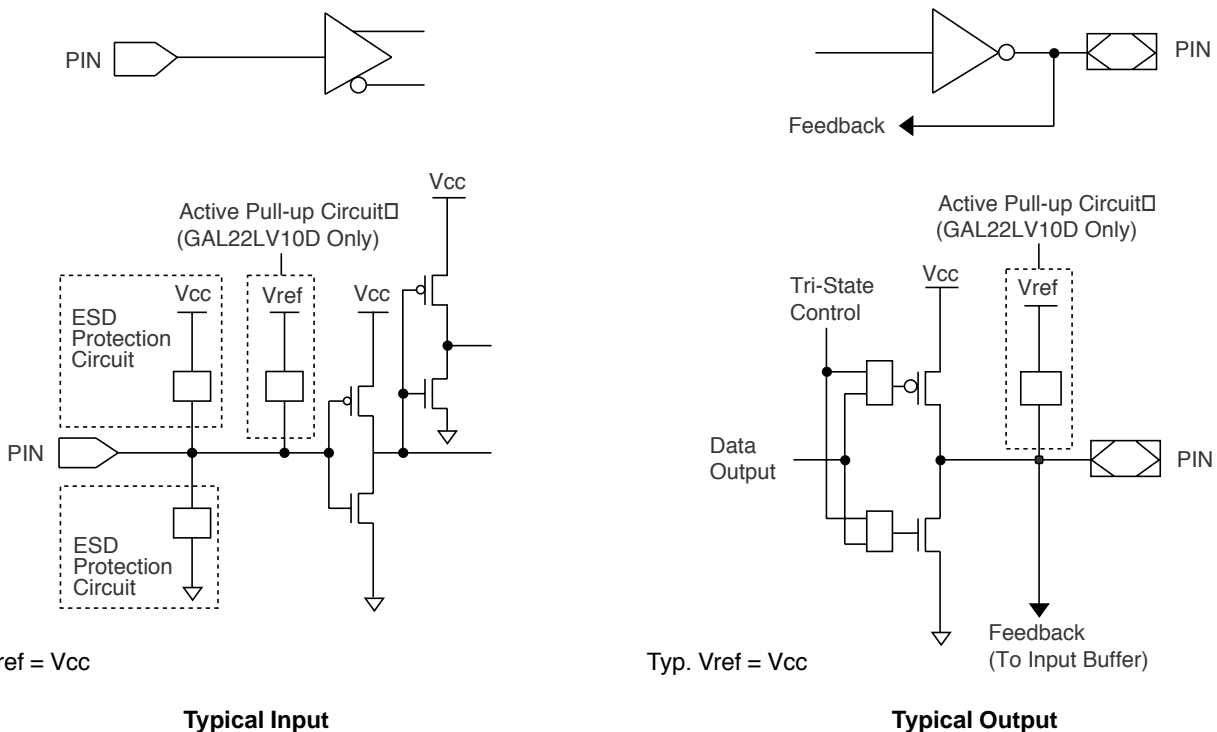 PIN
PIN
Feedback
Vcc
Active Pull-up Circuit□
(GAL22LV10D Only)
ESD
Protection
Circuit
Vcc
Vref
Vcc
PIN
ESD
Protection
Circuit
ref = Vcc
Typical Input
Active Pull-up Circuit□
(GAL22LV10D Only)
Tri-State
Control
Vcc
Vref
Data
Output
PIN
Feedback
(To Input Buffer)
Typ. Vref = Vcc
Typical Output